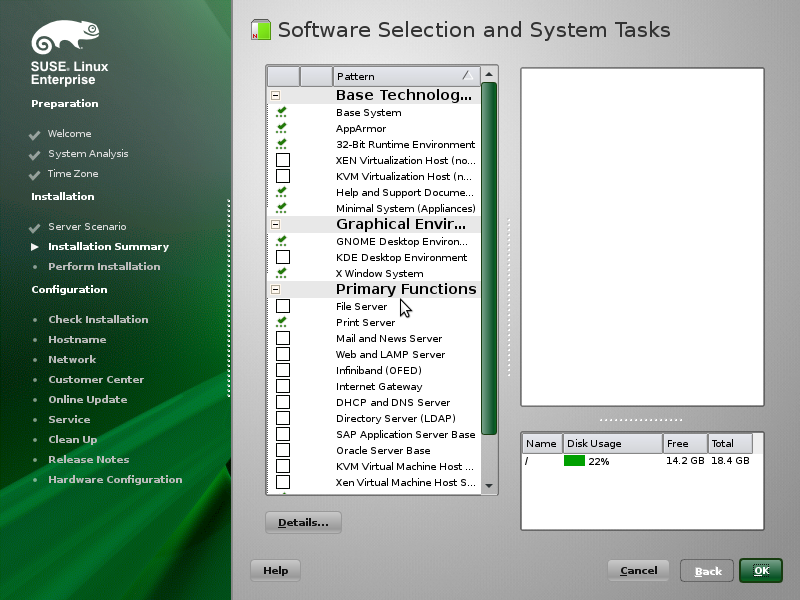 SUSE. Linux
Enterprise
Preparation
Welcome
System Analysis
Time Zone
Installation
Server Scenario
Installation Summary
Perform Installation
Configuration
Check Installation
Hostname
Network
Customer Center
Online Update
Service
Clean Up
Release Notes
Hardware Configuration
Software Selection and System Tasks
Pattern
Base Technolog...
Base System
AppArmor
32-Bit Runtime Environment
XEN Virtualization Host (no...
KVM Virtualization Host (n...
Help and Support Docume...
Minimal System (Appliances)
Graphical Envir...
GNOME Desktop Environ...
KDE Desktop Environment
X Window System
Primary Functions
File Server
Print Server
Mail and News Server
Web and LAMP Server
Infiniband (OFED)
Internet Gateway
DHCP and DNS Server
Directory Server (LDAP)
SAP Application Server Base
Oracle Server Base
KVM Virtual Machine Host ...
Xen Virtual Machine Host S...
Details...
Name Disk Usage Free Total
/ 22% 14.2 GB 18.4 GB
Help Cancel Back OK